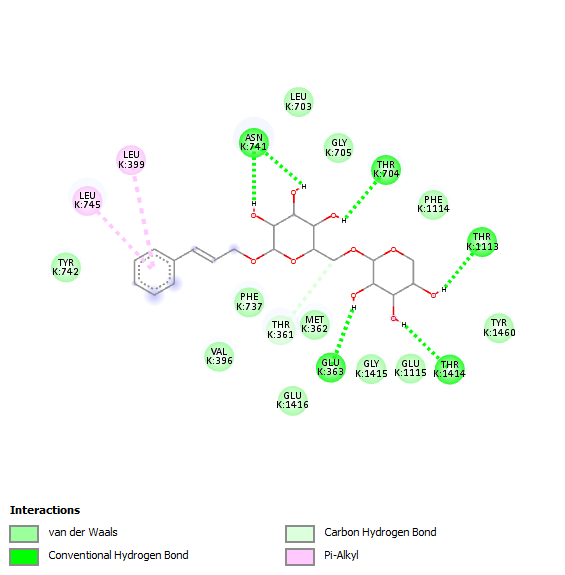 LEU
K:703
ASN
K:741
GLY
K:705
LEU
K:399
THR
K:704
LEU
K:745
PHE
K:1114
THR
K:1113
TYR
K:742
PHE
K:737
THR
K:361
MET
K:362
TYR
K:1460
VAL
K:396
GLU
K:363
GLY
K:1415
GLU
K:1115
THR
K:1414
GLU
K:1416
H
H
H
H
H
H
O
O
O
O
O
O
O
O
O
O
Interactions
van der Waals
Conventional Hydrogen Bond
Carbon Hydrogen Bond
Pi-Alkyl